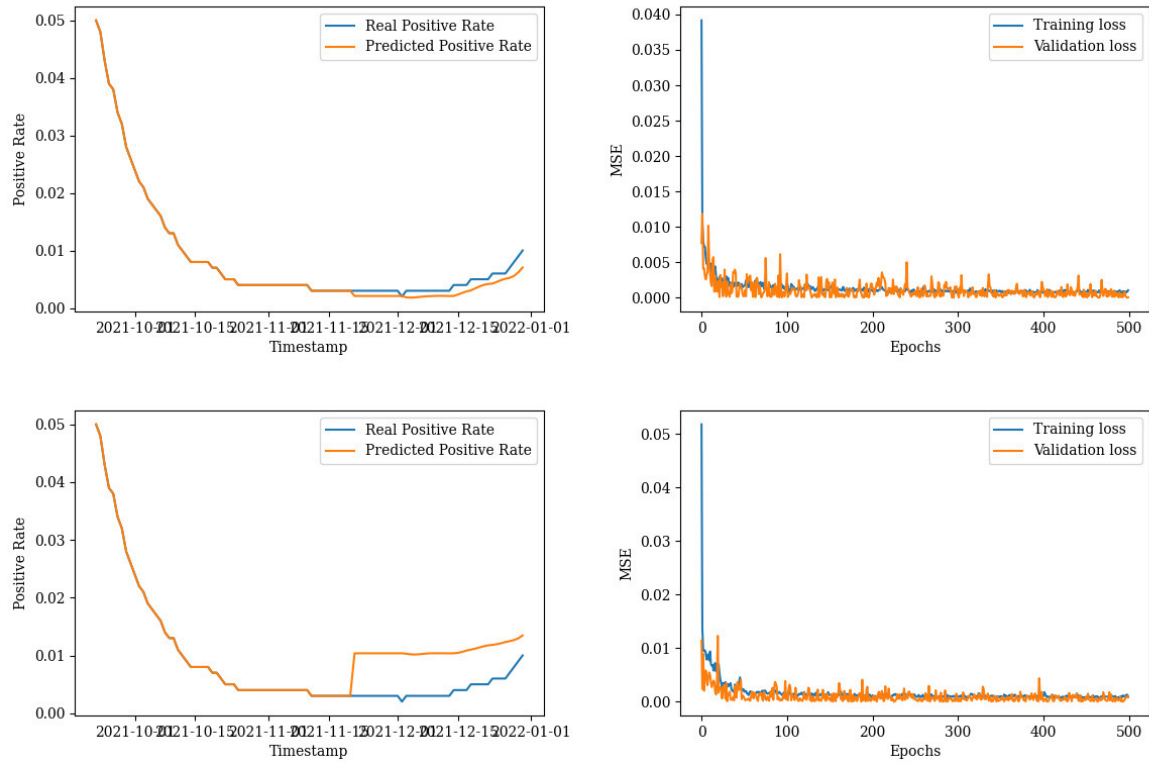 0.05
0.04
0.03
0.02
0.01
0.00
Positive Rate
Real Positive Rate
Predicted Positive Rate
2021-10-01
2021-10-15
2021-11-01
2021-11-15
2021-12-01
2021-12-15
2022-01-01
Timestamp
0.040
0.035
0.030
0.025
0.020
0.015
0.010
0.005
0.000
MSE
Training loss
Validation loss
0 100 200 300 400 500
Epochs
0.05
0.04
0.03
0.02
0.01
0.00
Positive Rate
Real Positive Rate
Predicted Positive Rate
2021-10-01
2021-10-15
2021-11-01
2021-11-15
2021-12-01
2021-12-15
2022-01-01
Timestamp
0.05
0.04
0.03
0.02
0.01
0.00
MSE
Training loss
Validation loss
0 100 200 300 400 500
Epochs